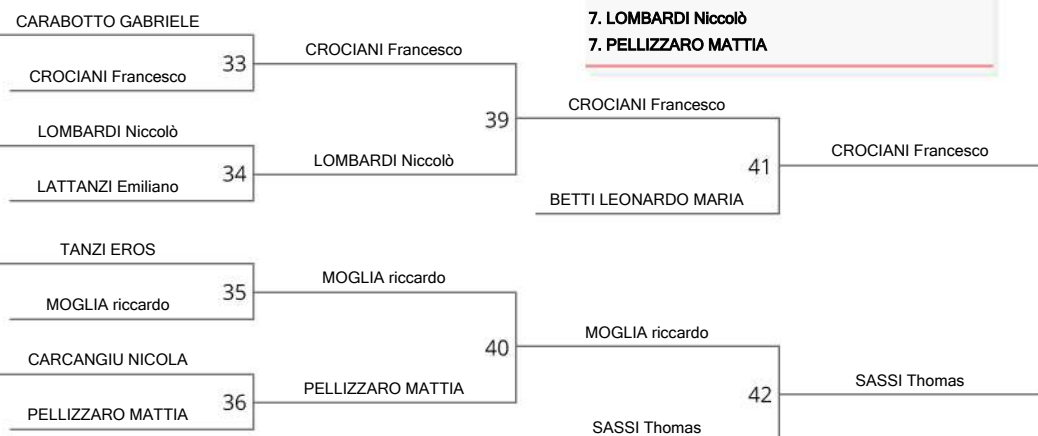 7. LOMBARDI Niccolò
7. PELLIZZARO MATTIA
CARABOTTO GABRIELE
CROCIANI Francesco
33
CROCIANI Francesco
LOMBARDI Niccolò
34
LATTANZI Emiliano
LOMBARDI Niccolò
39
CROCIANI Francesco
41
BETTI LEONARDO MARIA
CROCIANI Francesco
TANZI EROS
35
MOGLIA riccardo
MOGLIA riccardo
CARCANGIU NICOLA
36
PELLIZZARO MATTIA
PELLIZZARO MATTIA
40
MOGLIA riccardo
42
SASSI Thomas
SASSI Thomas